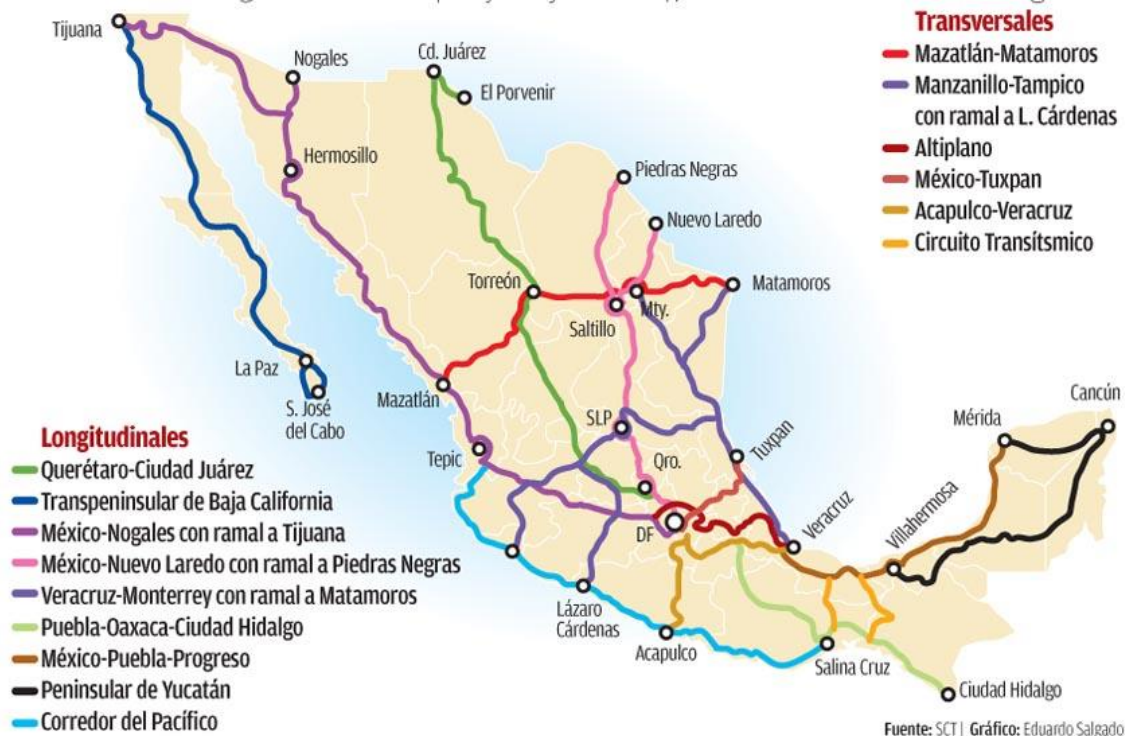 Tijuana
Nogales
Cd. Juárez
El Porvenir
Hermosillo
Piedras Negras
Nuevo Laredo
Torreón
Matamoros
Mty.
Saltillo
La Paz
S. José
del Cabo
Mazatlán
SLP
Tepic
Qro.
Tuxpan
DF
Veracruz
Villahermosa
Mérida
Cancún
Lázaro
Cárdenas
Acapulco
Salina Cruz
Ciudad Hidalgo
Transversales
Mazatlán-Matamoros
Manzanillo-Tampico
con ramal a L. Cárdenas
Altiplano
México-Tuxpan
Acapulco-Veracruz
Circuito Transítsmico
Longitudinales
Querétaro-Ciudad Juárez
Transpeninsular de Baja California
México-Nogales con ramal a Tijuana
México-Nuevo Laredo con ramal a Piedras Negras
Veracruz-Monterrey con ramal a Matamoros
Puebla-Oaxaca-Ciudad Hidalgo
México-Puebla-Progreso
Peninsular de Yucatán
Corredor del Pacífico
Fuente: SCT | Gráfico: Eduardo Salgado